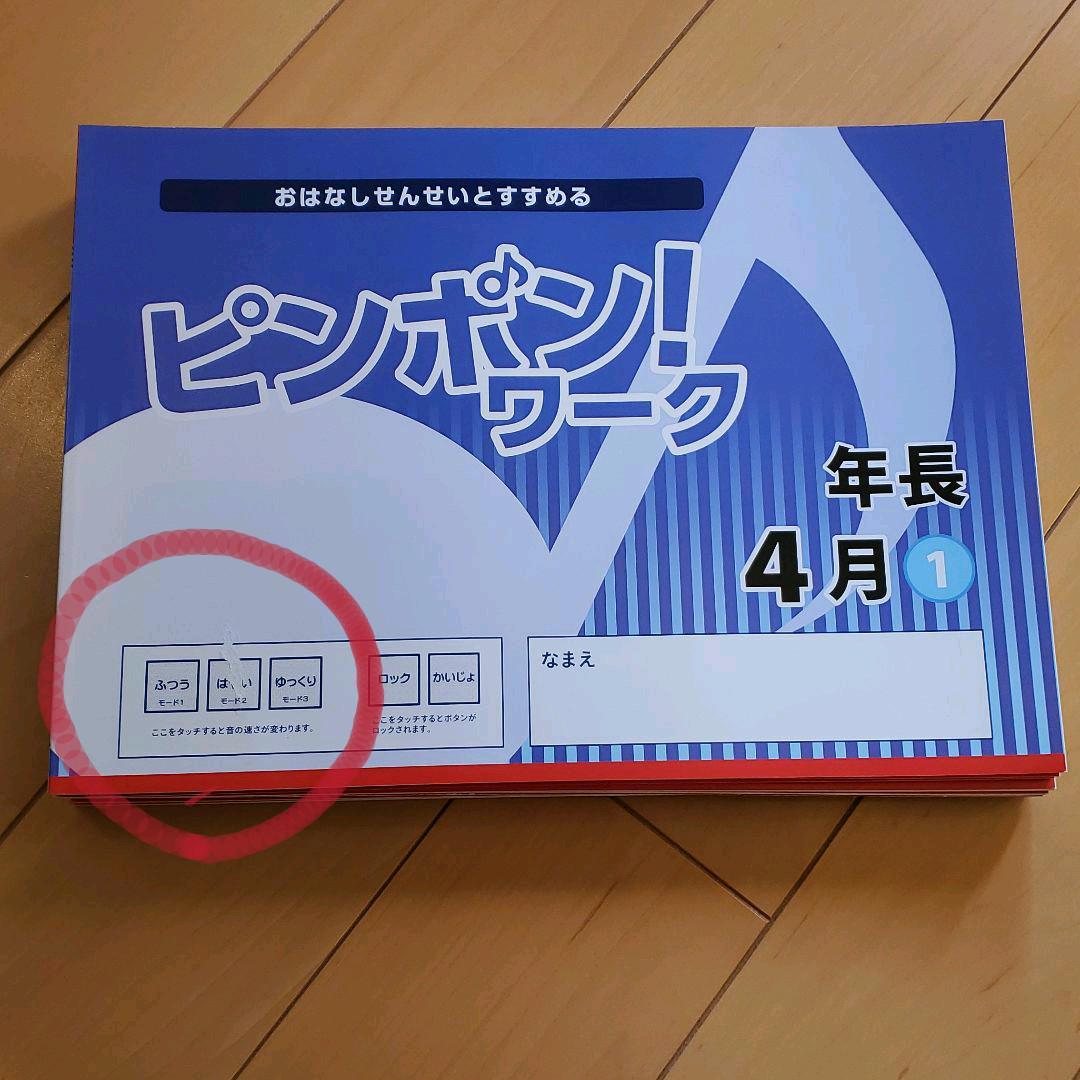 おはなしせんせいとすすめる
ピンポン!
ワーク
年長
4月 1
ふつう はい ゆっくり ロック かいじょ
モード1 モード2 モード3
ここをタッチすると音の速さが変わります。
ここをタッチするとボタンが
ロックされます。
なまえ